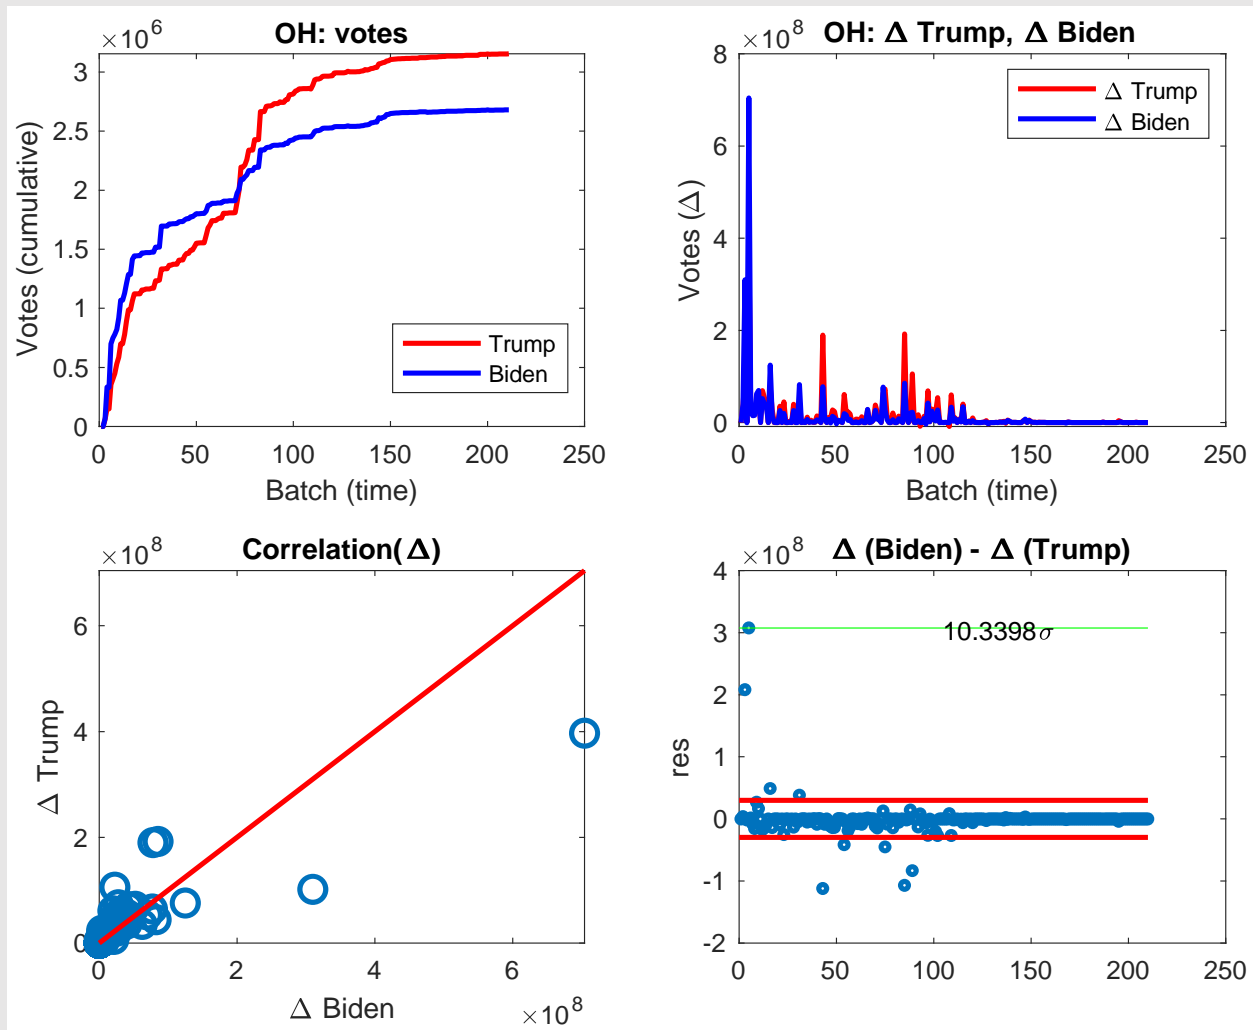 OH: votes
×10^6
3
2.5
2
1.5
1
0.5
0
Votes (cumulative)
Trump
Biden
0 50 100 150 200 250
Batch (time)
OH: Δ Trump, Δ Biden
×10^8
8
6
4
2
0
Votes (Δ)
Δ Trump
Δ Biden
0 50 100 150 200 250
Batch (time)
Correlation(Δ)
×10^8
6
4
2
0
Δ Trump
0 2 4 6
Δ Biden
×10^8
Δ (Biden) - Δ (Trump)
×10^8
4
3
2
1
0
-1
-2
res
10.3398σ
0 50 100 150 200 250